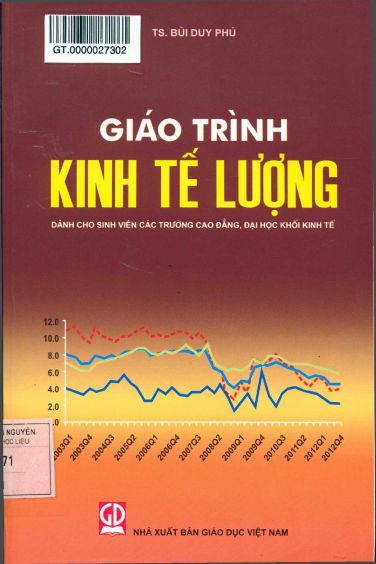 TS. BÙI DUY PHÚ
GT.0000027302
GIÁO TRÌNH
KINH TẾ LƯỢNG
DÀNH CHO SINH VIÊN CÁC TRƯỜNG CAO ĐẲNG, ĐẠI HỌC KHỐI KINH TẾ
12.0
10.0
8.0
6.0
4.0
2.0
.0
2003Q1
2003Q4
2004Q3
2005Q2
2006Q1
2006Q4
2007Q3
2008Q2
2009Q1
2009Q4
2010Q3
2011Q2
2012Q1
2012Q4
NGUYÊN
HỌC LIỆU
71
NHÀ XUẤT BẢN GIÁO DỤC VIỆT NAM